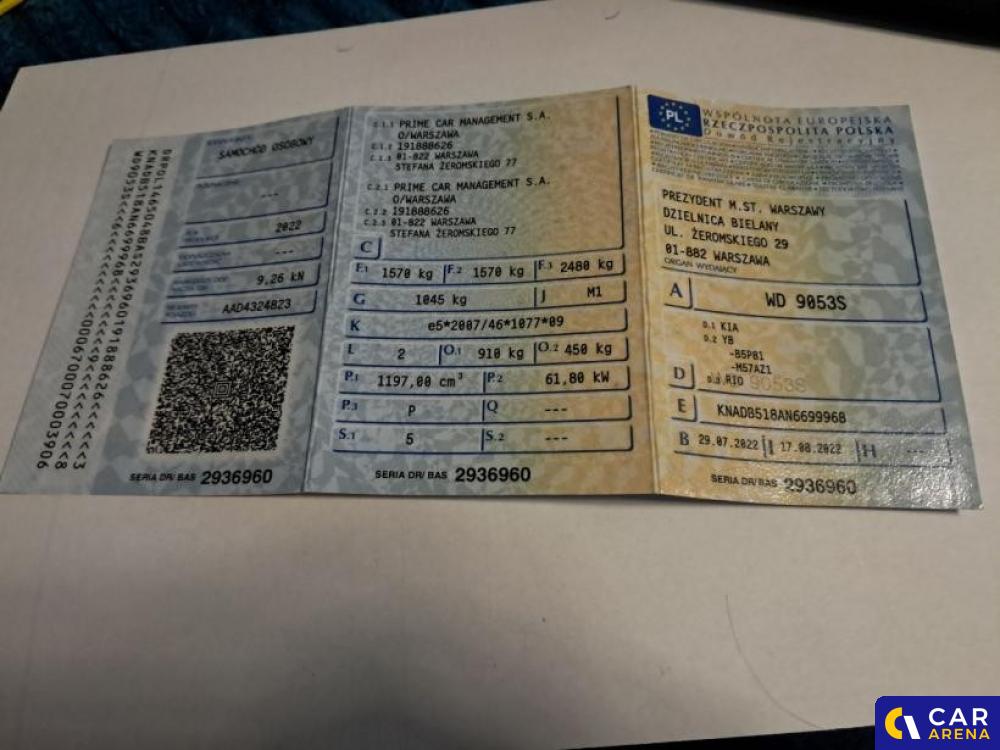 SAMOCHÓD OSOBOWY
---
2022
---
9,26 kN
AAD4324823
SERIA DR/ BAS 2936960
C.1.1 PRIME CAR MANAGEMENT S.A.
O/WARSZAWA
C.1.2 191888626
C.1.3 01-822 WARSZAWA
STEFANA ŻEROMSKIEGO 77
C.2.1 PRIME CAR MANAGEMENT S.A.
O/WARSZAWA
C.2.2 191888626
C.2.3 01-822 WARSZAWA
STEFANA ŻEROMSKIEGO 77
C
F.1 1570 kg F.2 1570 kg F.3 2480 kg
G 1045 kg J M1
K e5*2007/46*1077*09
L 2 O.1 910 kg O.2 450 kg
P.1 1197,00 cm³ P.2 61,80 kW
P.3 P Q ---
S.1 5 S.2 ---
SERIA DR/ BAS 2936960
PL
WSPÓLNOTA EUROPEJSKA
RZECZPOSPOLITA POLSKA
Dowód Rejestracyjny
PREZYDENT M.ST. WARSZAWY
DZIELNICA BIELANY
UL. ŻEROMSKIEGO 29
01-882 WARSZAWA
ORGAN WYDAJĄCY
A WD 9053S
D.1 KIA
D.2 YB
-B5P81
-M57AZ1
D D.3 RIO 9053S
E KNADB518AN6699968
B 29.07.2022 I 17.08.2022 H ---
SERIA DR/ BAS 2936960
CAR
ARENA